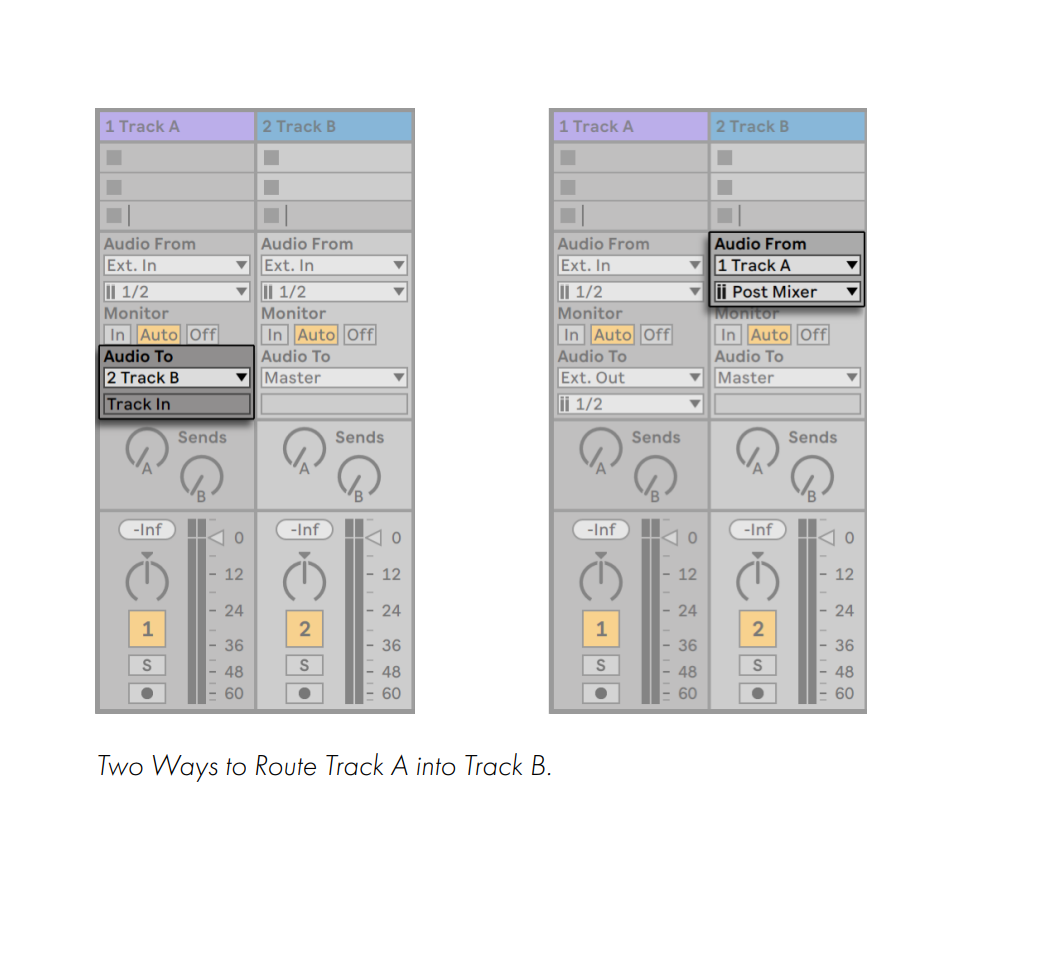 1 Track A
2 Track B
Audio From
Audio From
Ext. In
Ext. In
1/2
1/2
Monitor
Monitor
In Auto Off
In Auto Off
Audio To
Audio To
2 Track B
Master
Track In
Sends
Sends
A
A
B
B
-Inf
0
-Inf
0
12
12
24
24
1
2
36
36
S
S
48
48
60
60
1 Track A
2 Track B
Audio From
Audio From
Ext. In
1 Track A
1/2
Post Mixer
Monitor
Monitor
In Auto Off
In Auto Off
Audio To
Audio To
Ext. Out
Master
1/2
Sends
Sends
A
A
B
B
-Inf
0
-Inf
0
12
12
24
24
1
2
36
36
S
S
48
48
60
60
Two Ways to Route Track A into Track B.